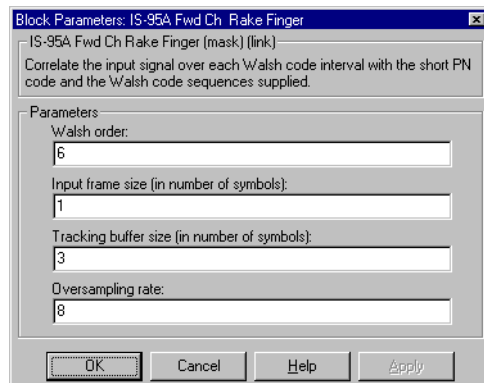 Block Parameters: IS-95A Fwd Ch Rake Finger
IS-95A Fwd Ch Rake Finger (mask) (link)
Correlate the input signal over each Walsh code interval with the short PN
code and the Walsh code sequences supplied.
Parameters
Walsh order:
6
Input frame size (in number of symbols):
1
Tracking buffer size (in number of symbols):
3
Oversampling rate:
8
OK Cancel Help Apply